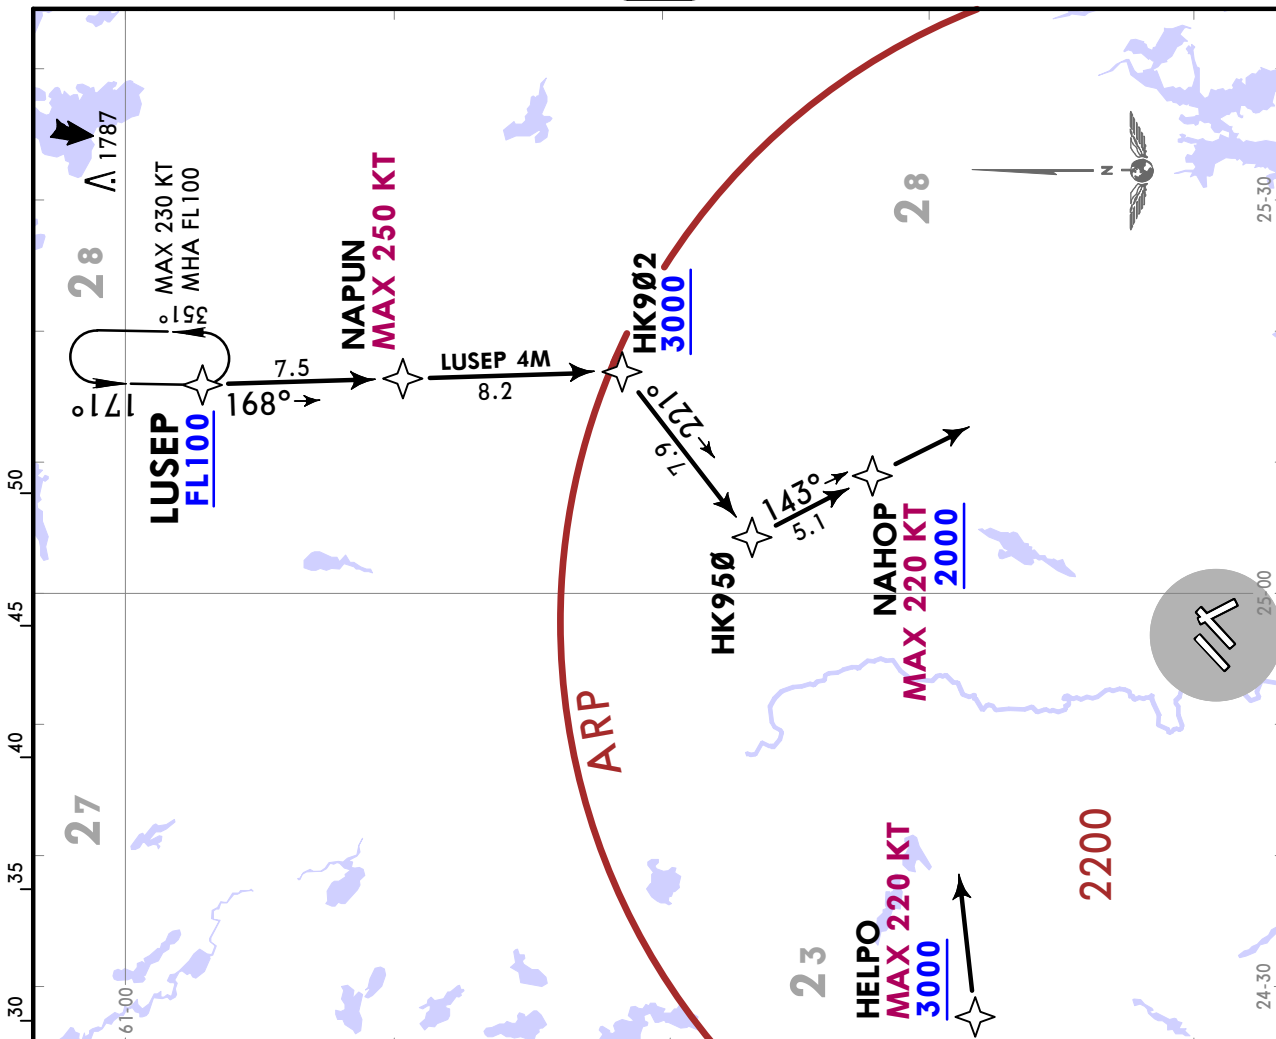 1787
28
MAX 230 KT
MHA FL100
351°
171°
LUSEP
FL100
198°
7.5
NAPUN
MAX 250 KT
LUSEP 4M
8.2
HK9Ø2
3000
221°
7.9
HK95Ø
143°
5.1
NAHOP
MAX 220 KT
2000
28
N
25-30
25-00
24-30
61-00
50
45
40
35
30
27
ARP
23
2200
HELPO
MAX 220 KT
3000